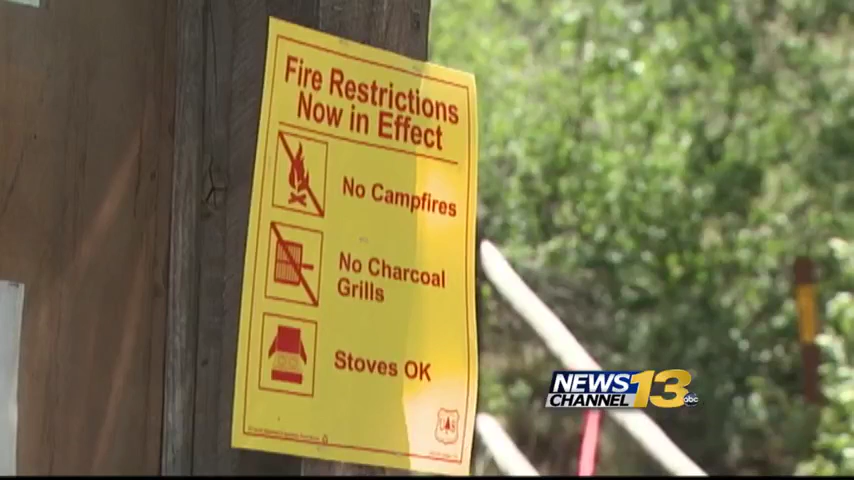 Fire Restrictions
Now in Effect
No Campfires
No Charcoal
Grills
Stoves OK
NEWS 13
CHANNEL abc